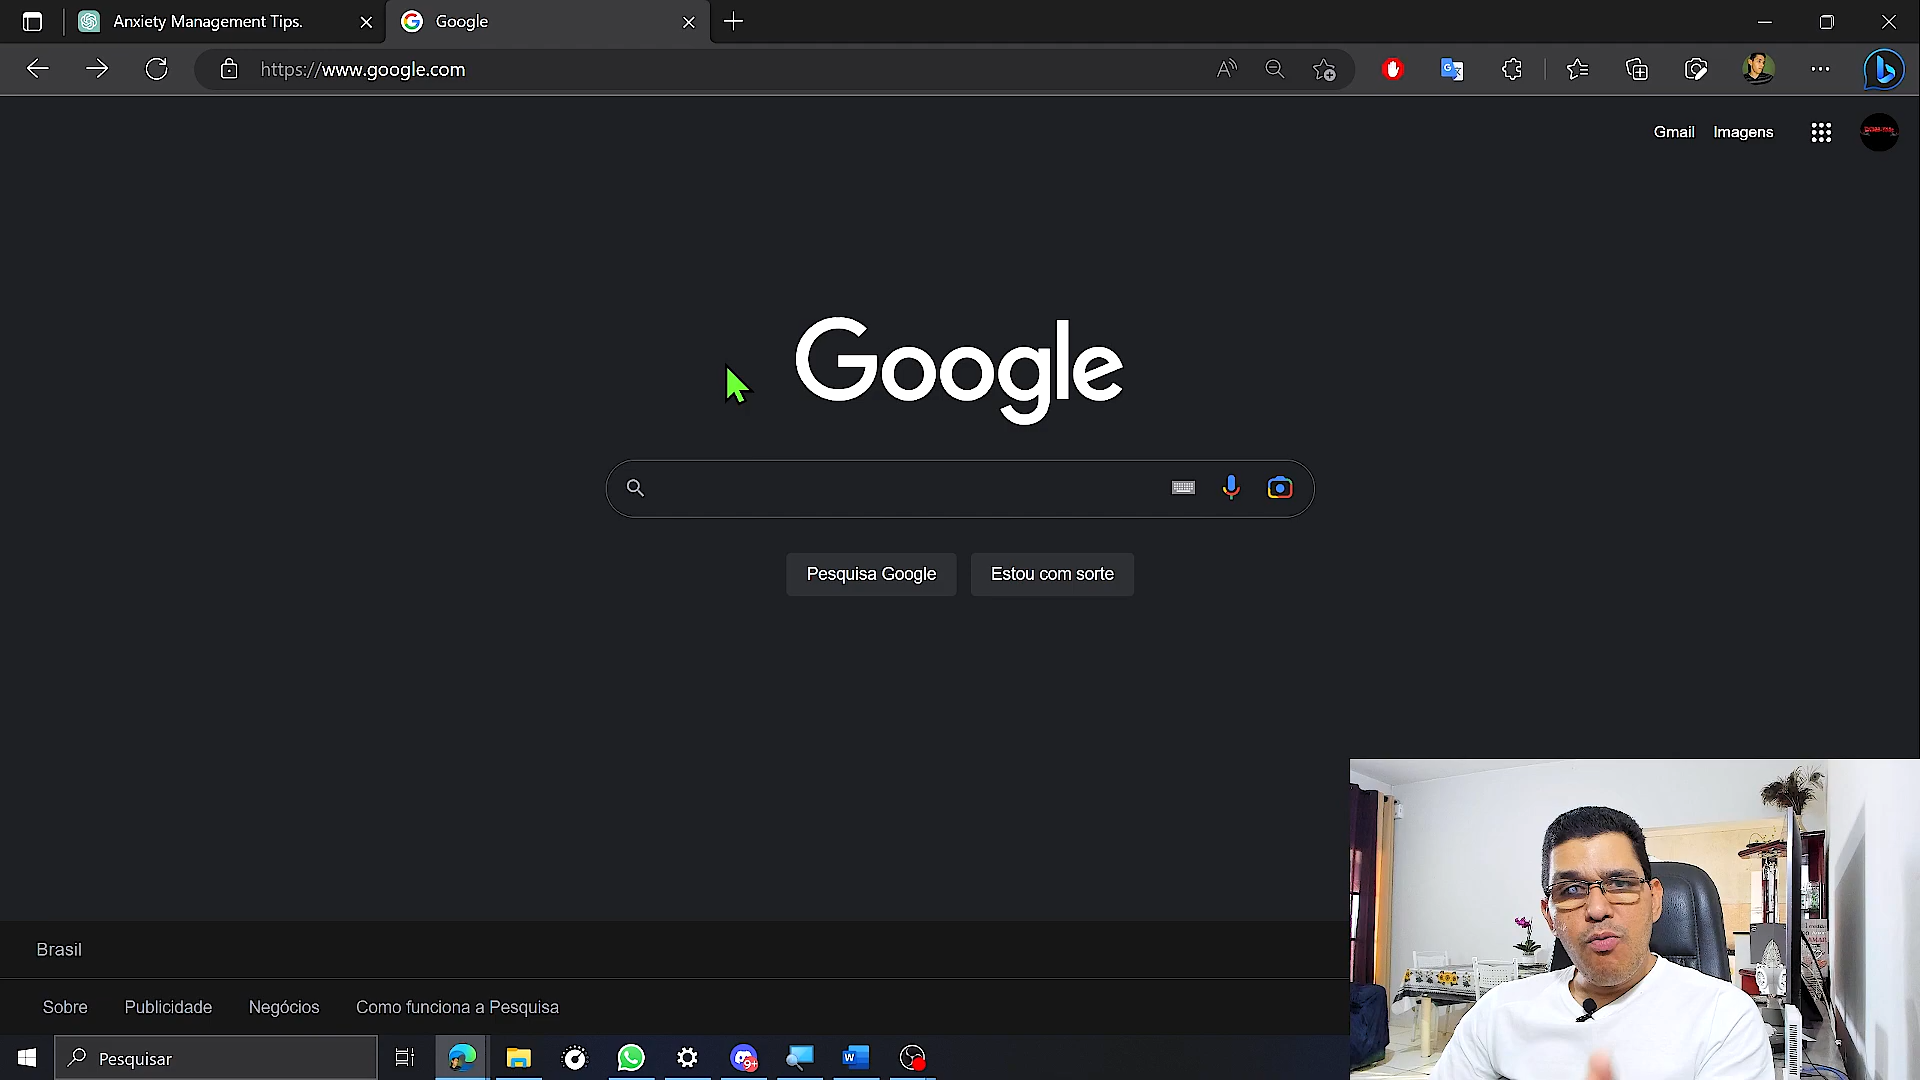 Anxiety Management Tips.
Google
https://www.google.com
Gmail
Imagens
Google
Pesquisa Google
Estou com sorte
Brasil
Sobre
Publicidade
Negócios
Como funciona a Pesquisa
Pesquisar
9+